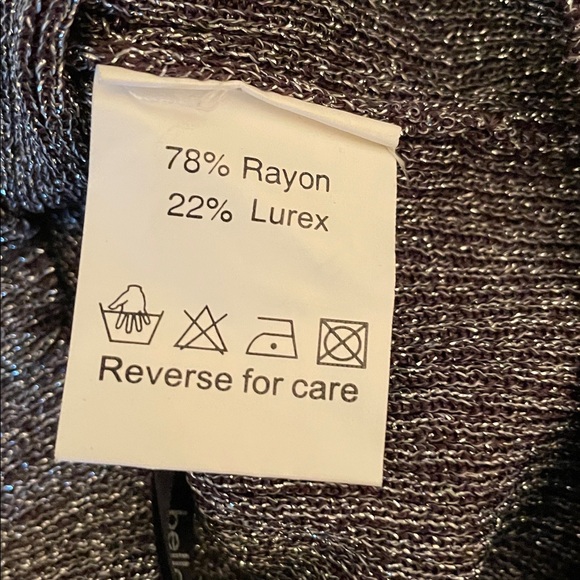 78% Rayon
22% Lurex
Reverse for care